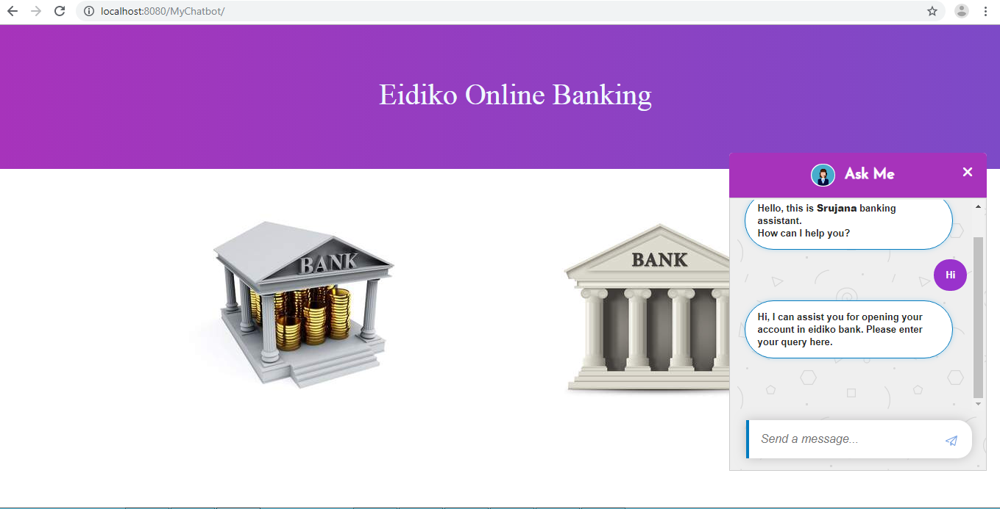 localhost:8080/MyChatbot/
Eidiko Online Banking
BANK
BANK
Ask Me
Hello, this is Srujana banking
assistant.
How can I help you?
Hi
Hi, I can assist you for opening your
account in eidiko bank. Please enter
your query here.
Send a message...